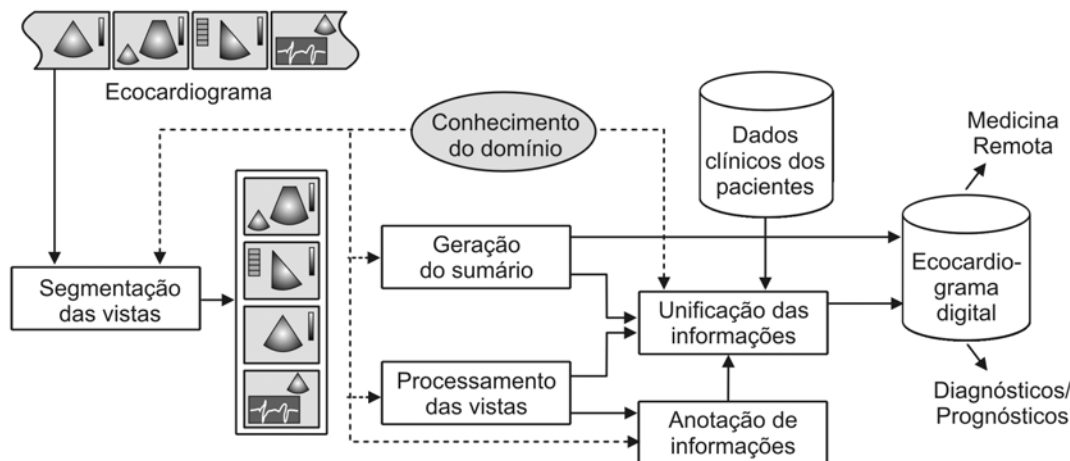 Ecocardiograma
Conhecimento
do domínio
Dados
clínicos dos
pacientes
Medicina
Remota
Segmentação
das vistas
Geração
do sumário
Unificação das
informações
Ecocardio-
grama
digital
Processamento
das vistas
Anotação de
informações
Diagnósticos/
Prognósticos